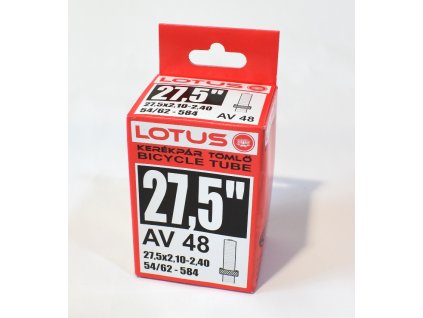 LOTUS
27,5"
27.5x2,10-2,40
54/62 - 584
AV 48
LOTUS
KERÉKPÁR TÖMLŐ
BICYCLE TUBE
27,5"
AV 48
27.5x2,10-2,40
54/62 - 584